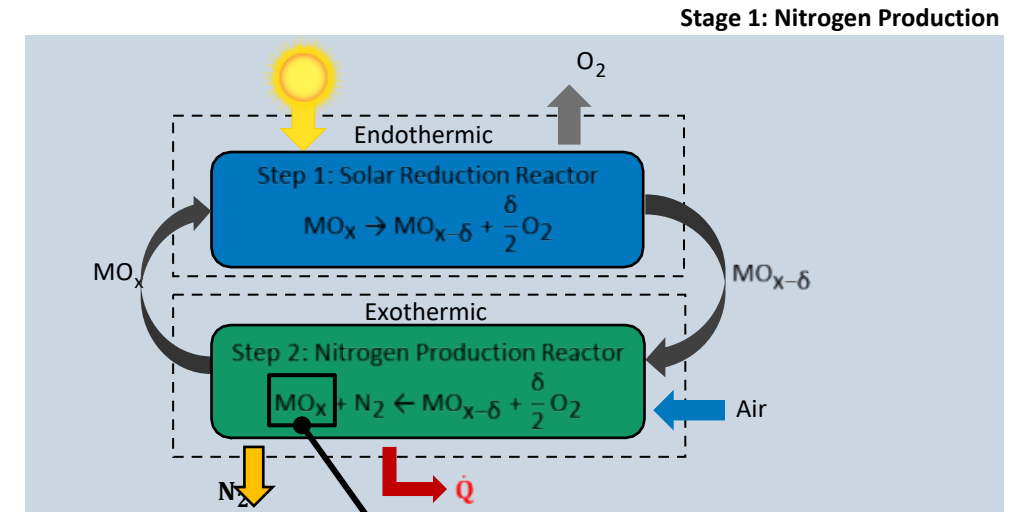 Stage 1: Nitrogen Production
O₂
Endothermic
Step 1: Solar Reduction Reactor
MOₓ → MOₓ₋δ + δ/2 O₂
MOₓ
MOₓ₋δ
Exothermic
Step 2: Nitrogen Production Reactor
MOₓ + N₂ ← MOₓ₋δ + δ/2 O₂
Air
N₂
Q̇